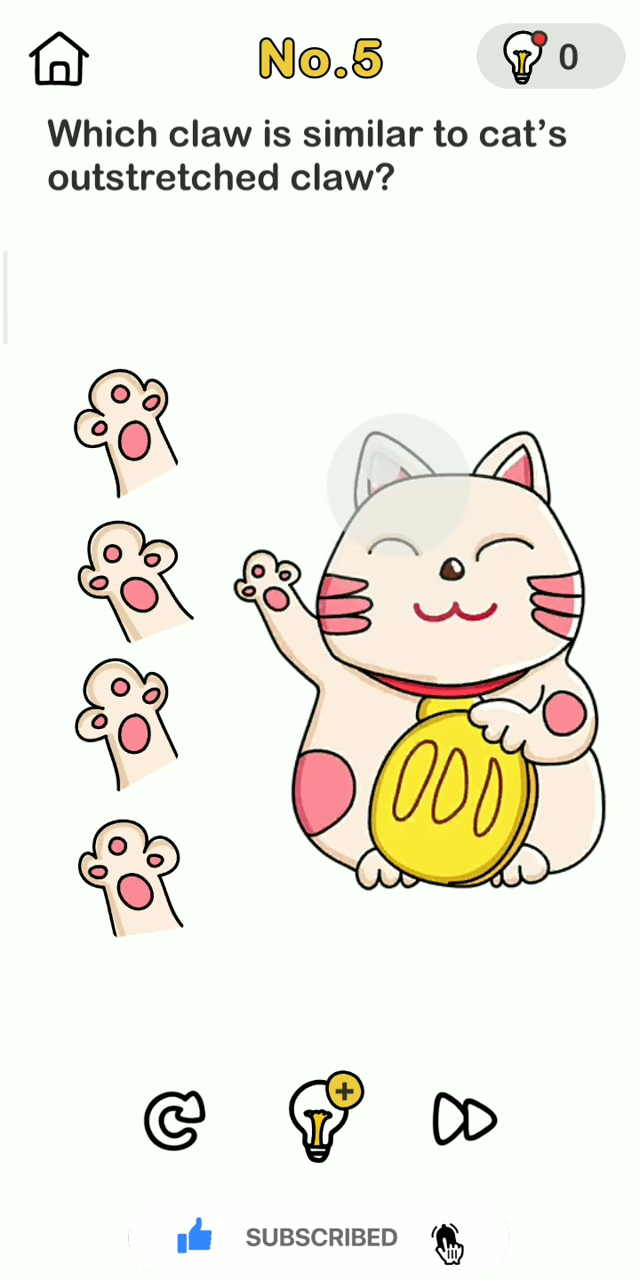 No.5
0
Which claw is similar to cat's
outstretched claw?
SUBSCRIBED